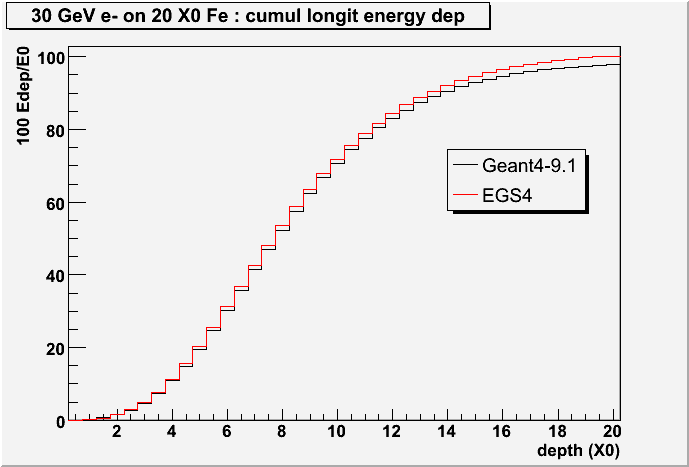 30 GeV e- on 20 X0 Fe : cumul longit energy dep
100 Edep/E0
100
80
60
40
20
0
Geant4-9.1
EGS4
2 4 6 8 10 12 14 16 18 20
depth (X0)